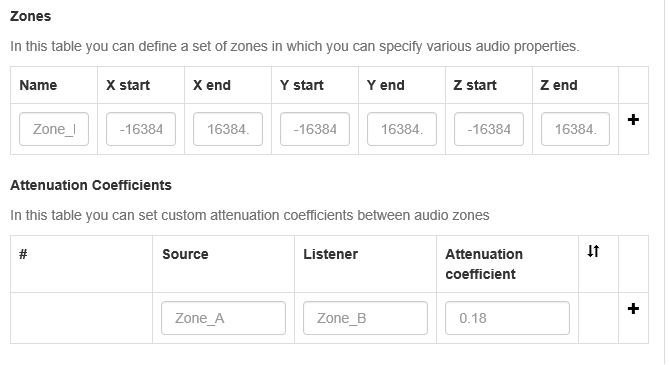 Zones
In this table you can define a set of zones in which you can specify various audio properties.
Name X start X end Y start Y end Z start Z end
-16384 16384. -16384 16384. -16384 16384.
Attenuation Coefficients
In this table you can set custom attenuation coefficients between audio zones
# Source Listener Attenuation
coefficient
Zone_A Zone_B 0.18